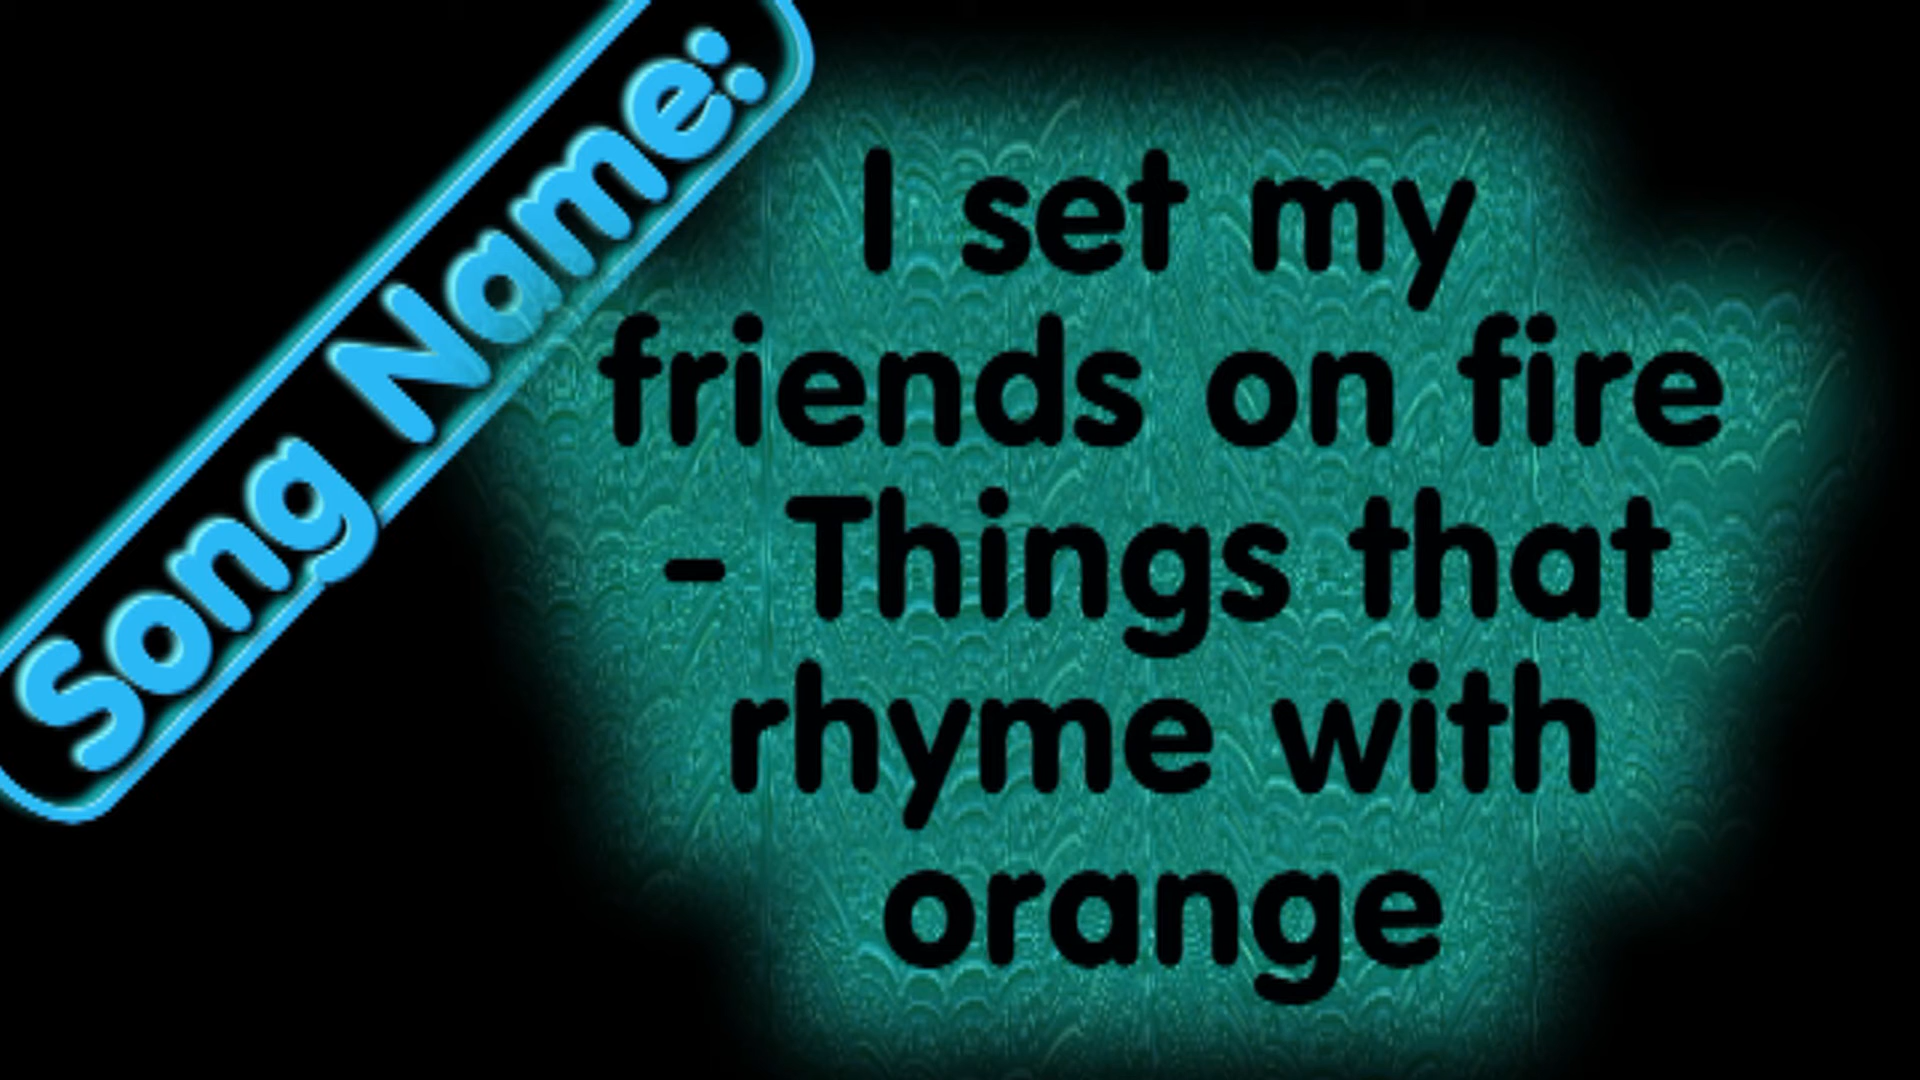 Song Name:
I set my
friends on fire
- Things that
rhyme with
orange